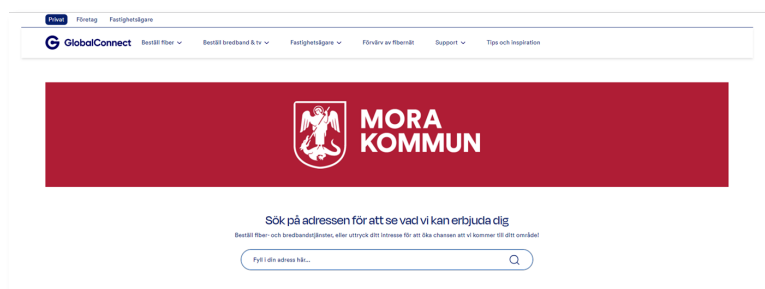 Privat Företag Fastighetsägare
GlobalConnect Beställ fiber Beställ bredband & tv Fastighetsägare Förvärv av fibernät Support Tips och inspiration
MORA
KOMMUN
Sök på adressen för att se vad vi kan erbjuda dig
Beställ fiber- och bredbandstjänster, eller uttryck ditt intresse för att öka chansen att vi kommer till ditt område!
Fyll i din adress här...